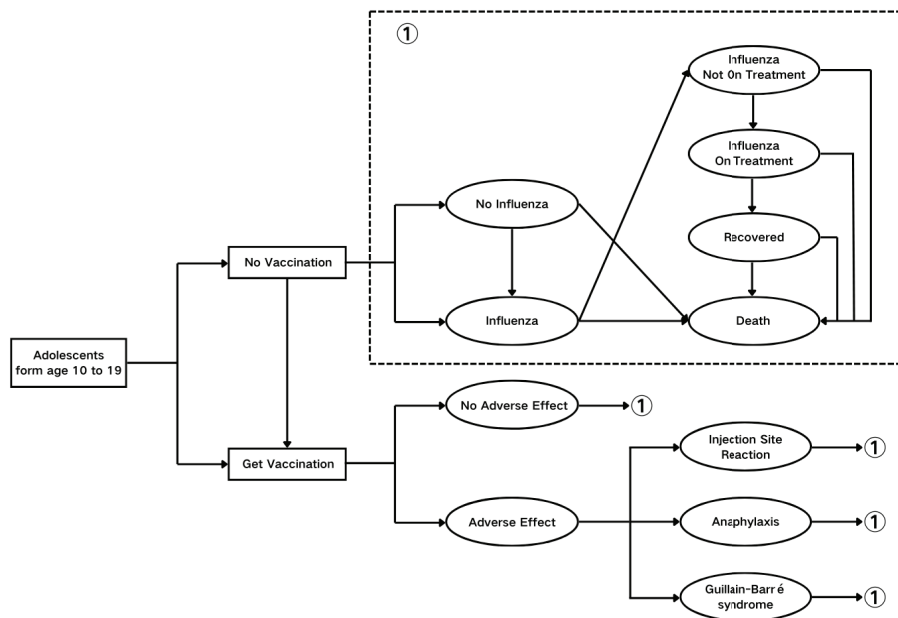 ①
Influenza
Not On Treatment
Influenza
On Treatment
No Influenza
Recovered
No Vaccination
Influenza
Death
Adolescents
form age 10 to 19
No Adverse Effect
①
Injection Site
Reaction
①
Get Vaccination
Adverse Effect
Anaphylaxis
①
Guillain-Barré
syndrome
①